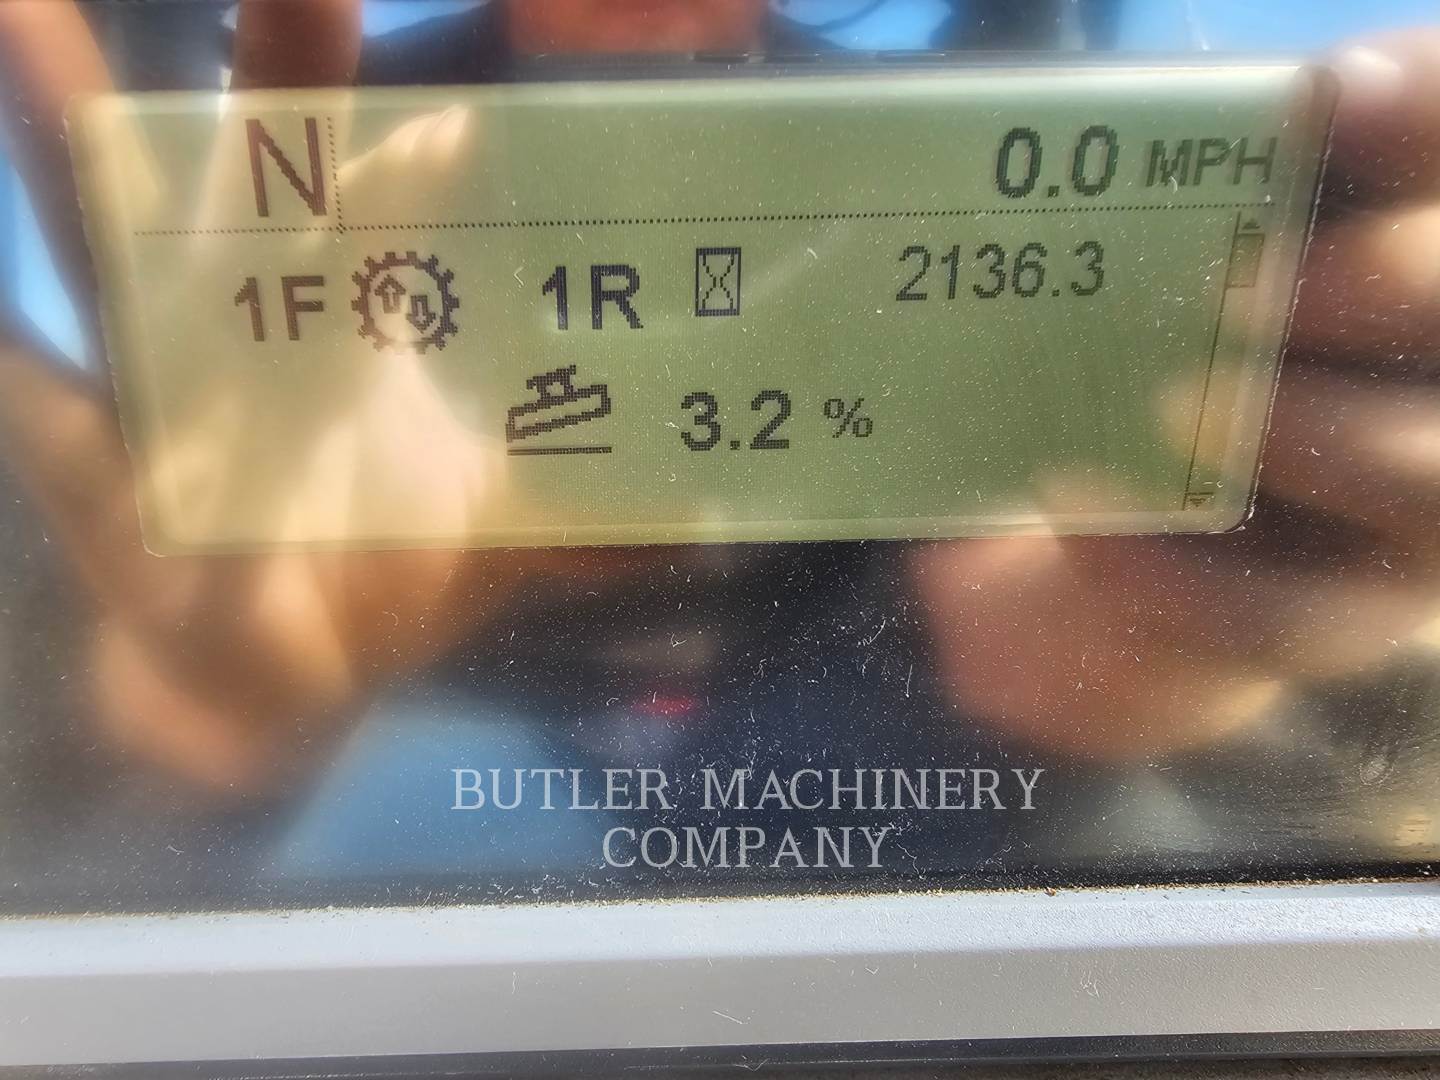 N 0.0 MPH
1F 1R 2136.3
3.2 %
BUTLER MACHINERY
COMPANY